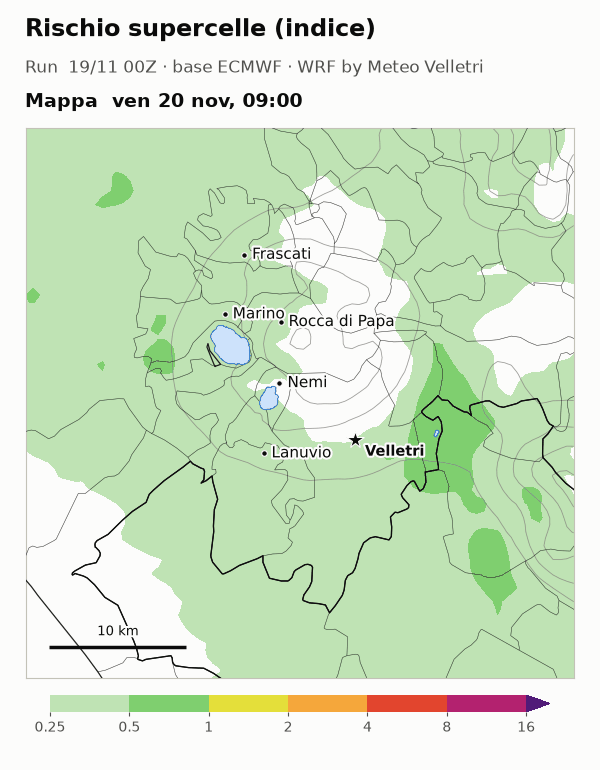 Rischio supercelle (indice)
Run  19/11 00Z · base ECMWF · WRF by Meteo Velletri
Mappa  ven 20 nov, 09:00
Frascati
Marino
Rocca di Papa
Nemi
Velletri
Lanuvio
10 km
0.25 0.5 1 2 4 8 16